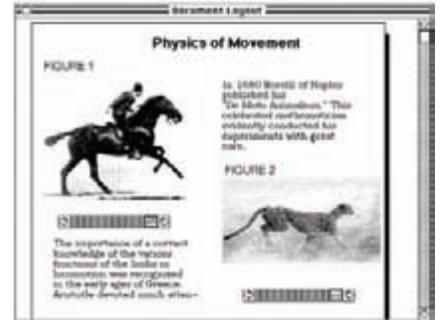 Document Layout
Physics of Movement
FIGURE 1
The importance of a correct
knowledge of the various
functions of the limbs in
locomotion was recognized
in the early ages of Greece.
Aristotle devoted much atten-
In 1680 Borelli of Naples
published his
"De Motu Animalium." This
celebrated mathematician
evidently conducted his
experiments with great
care.
FIGURE 2